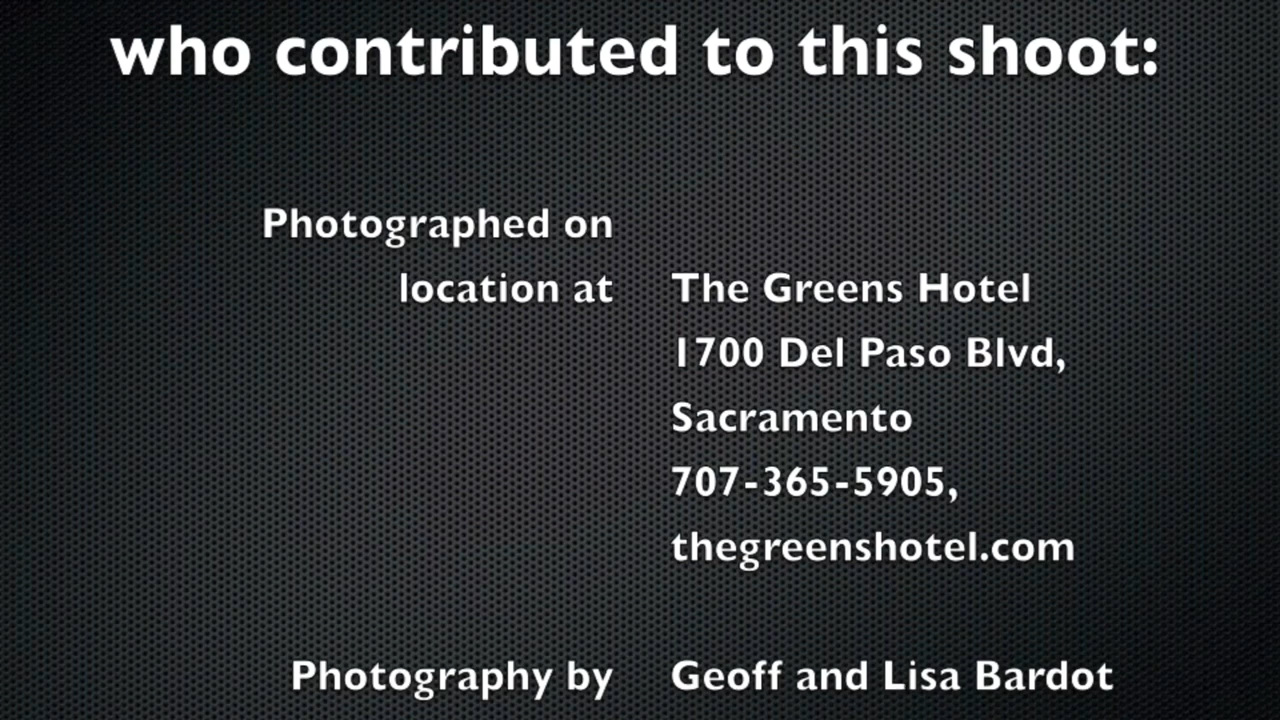 who contributed to this shoot:
Photographed on
location at The Greens Hotel
1700 Del Paso Blvd,
Sacramento
707-365-5905,
thegreenshotel.com
Photography by Geoff and Lisa Bardot